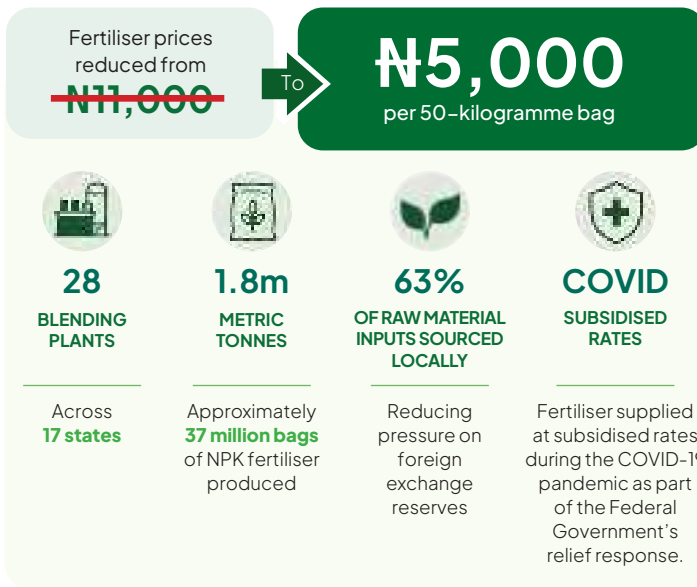 Fertiliser prices
reduced from
₦11,000
To
₦5,000
per 50-kilogramme bag
28
BLENDING
PLANTS
Across
17 states
1.8m
METRIC
TONNES
Approximately
37 million bags
of NPK fertiliser
produced
63%
OF RAW MATERIAL
INPUTS SOURCED
LOCALLY
Reducing
pressure on
foreign
exchange
reserves
COVID
SUBSIDISED
RATES
Fertiliser supplied
at subsidised rates
during the
pandemic as part
of the Federal
Government's
relief response.